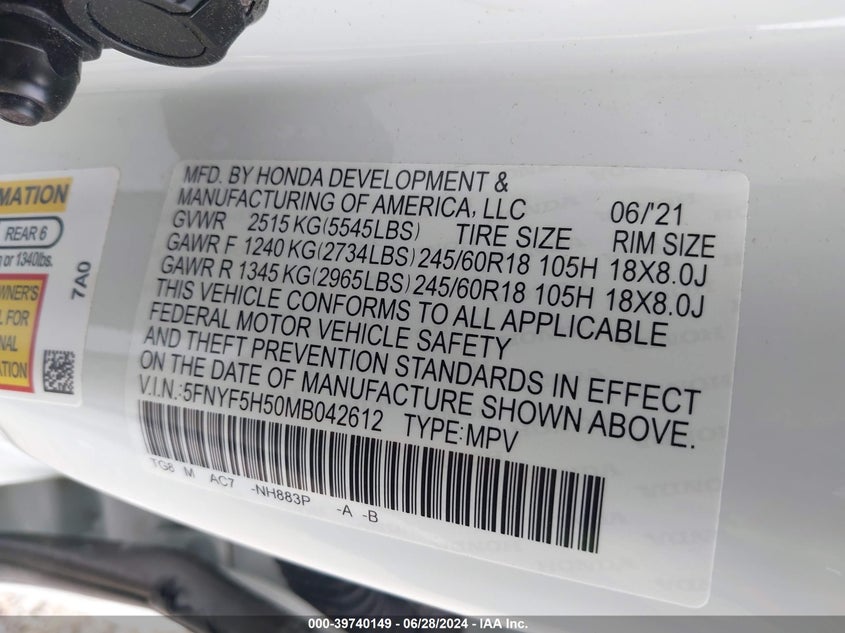 MFD. BY HONDA DEVELOPMENT &
MANUFACTURING OF AMERICA, LLC 06/'21
GVWR 2515 KG(5545LBS) TIRE SIZE RIM SIZE
GAWR F 1240 KG(2734LBS) 245/60R18 105H 18X8.0J
GAWR R 1345 KG(2965LBS) 245/60R18 105H 18X8.0J
THIS VEHICLE CONFORMS TO ALL APPLICABLE
FEDERAL MOTOR VEHICLE SAFETY
AND THEFT PREVENTION STANDARDS IN EFFECT
ON THE DATE OF MANUFACTURE SHOWN ABOVE.
V.I.N.:5FNYF5H50MB042612 TYPE:MPV
TG8 M AC7 -NH883P -A -B
MATION
REAR 6
or 1340lbs.
7A0
WNER'S
L FOR
NAL
ATION
000-39740149 - 06/28/2024 - IAA Inc.